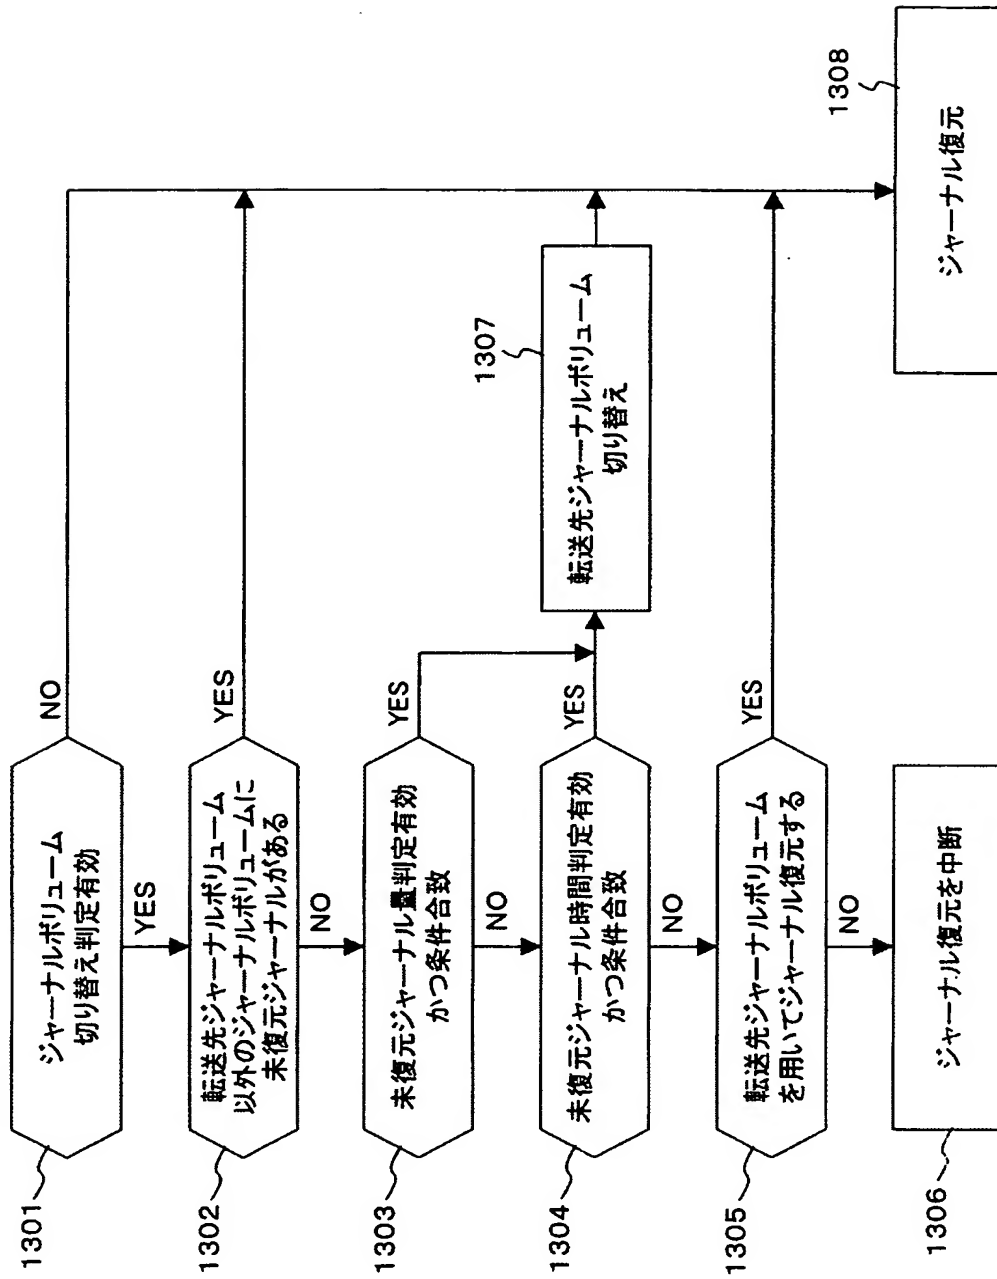 1301
ジャーナルボリューム
切り替え判定有効
NO
YES
1302
転送先ジャーナルボリューム
以外のジャーナルボリュームに
未復元ジャーナルがある
YES
NO
1303
未復元ジャーナル量判定有効
かつ条件合致
YES
NO
1304
未復元ジャーナル時間判定有効
かつ条件合致
YES
NO
1307
転送先ジャーナルボリューム
切り替え
1305
転送先ジャーナルボリューム
を用いてジャーナル復元する
YES
NO
1306
ジャーナル復元を中断
1308
ジャーナル復元